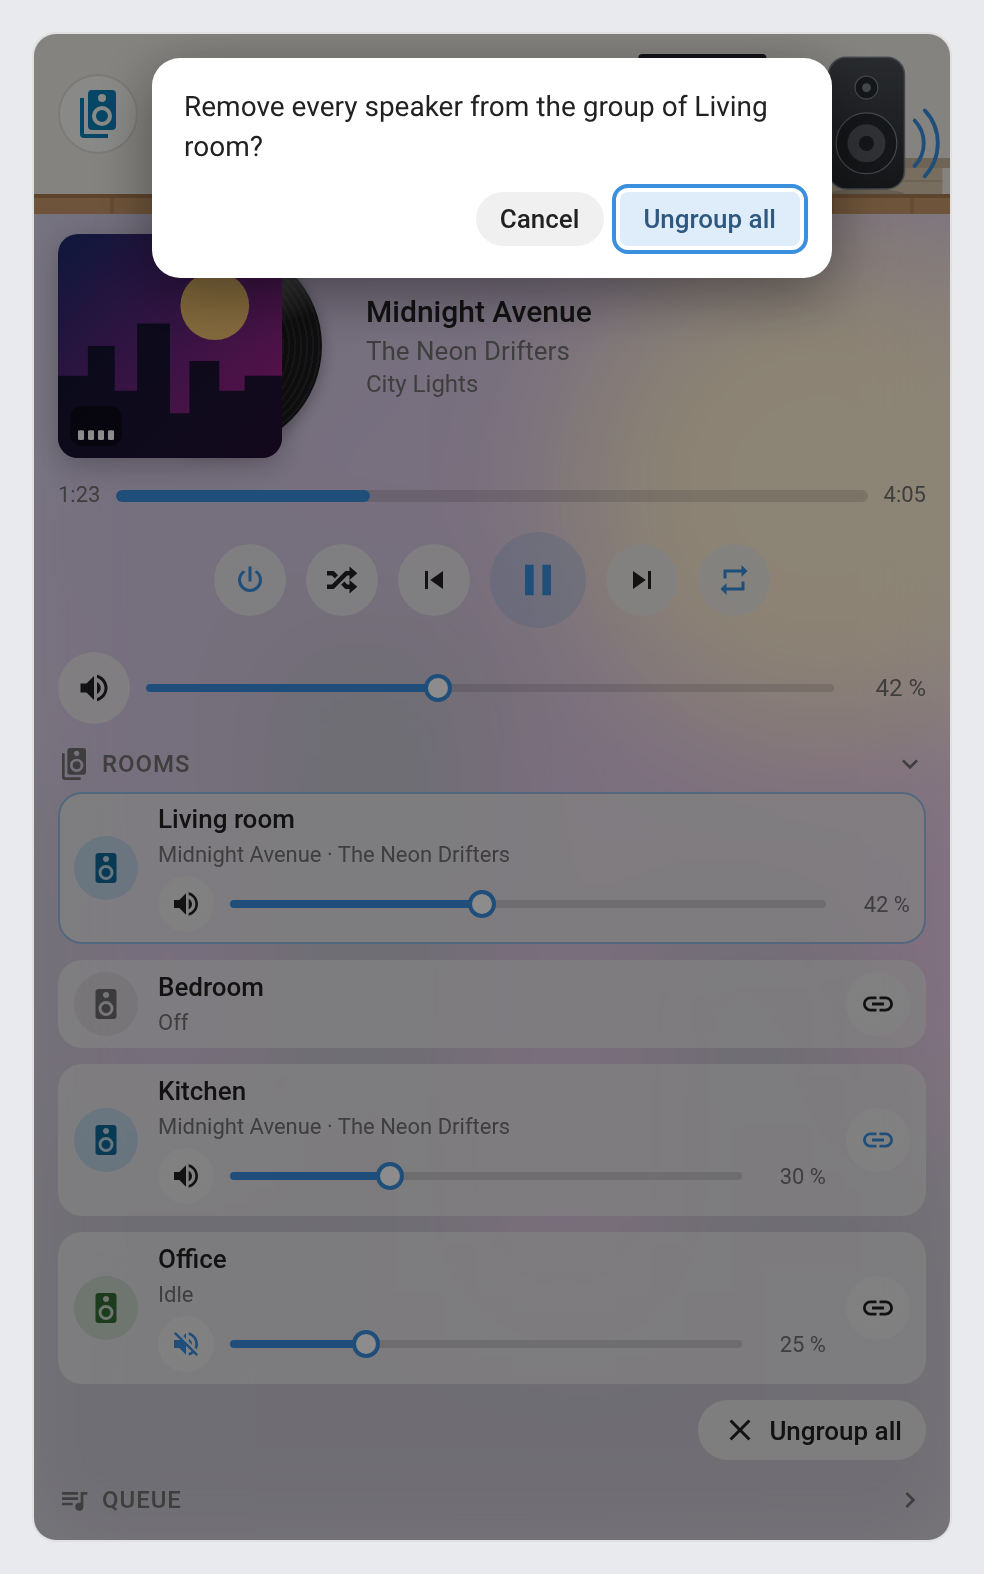 Remove every speaker from the group of Living
room?
Cancel
Ungroup all
Midnight Avenue
The Neon Drifters
City Lights
1:23
4:05
42 %
ROOMS
Living room
Midnight Avenue · The Neon Drifters
42 %
Bedroom
Off
Kitchen
Midnight Avenue · The Neon Drifters
30 %
Office
Idle
25 %
Ungroup all
QUEUE